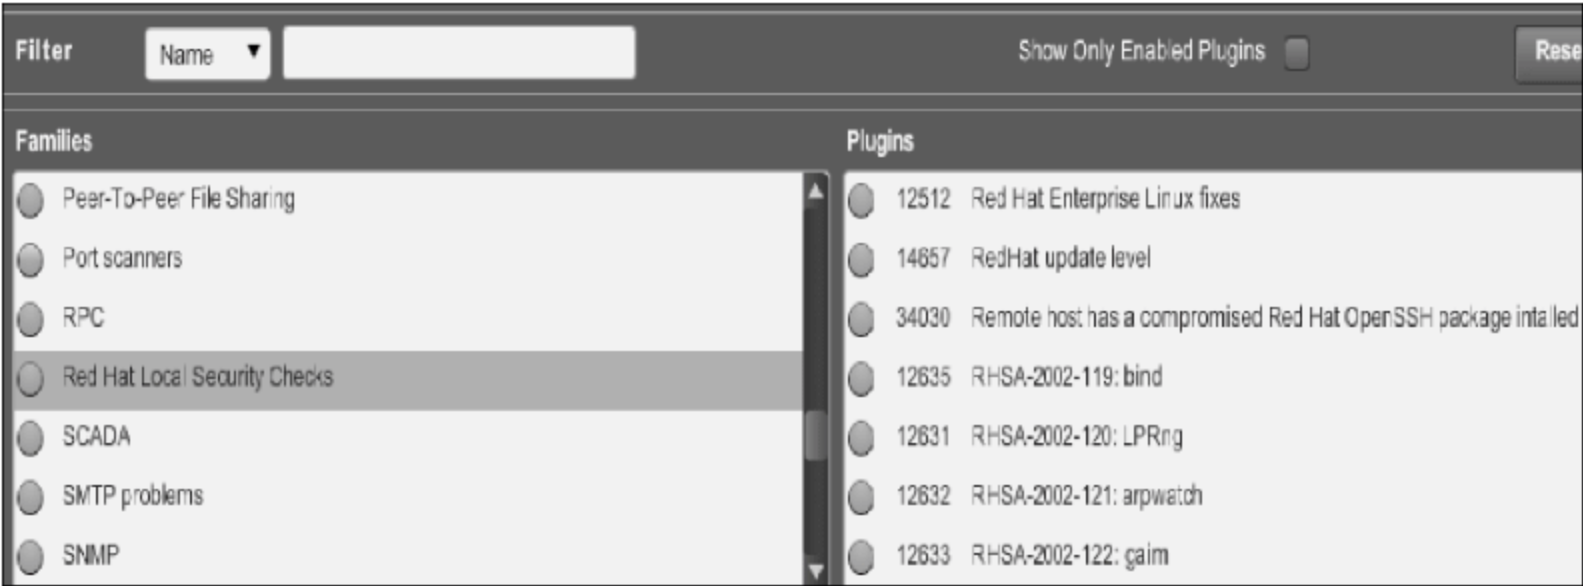 Filter
Name
Show Only Enabled Plugins
Rese
Families
Peer-To-Peer File Sharing
Port scanners
RPC
Red Hat Local Security Checks
SCADA
SMTP problems
SNMP
Plugins
12512 Red Hat Enterprise Linux fixes
14657 RedHat update level
34030 Remote host has a compromised Red Hat OpenSSH package intalled
12635 RHSA-2002-119: bind
12631 RHSA-2002-120: LPRng
12632 RHSA-2002-121: arpwatch
12633 RHSA-2002-122: gaim